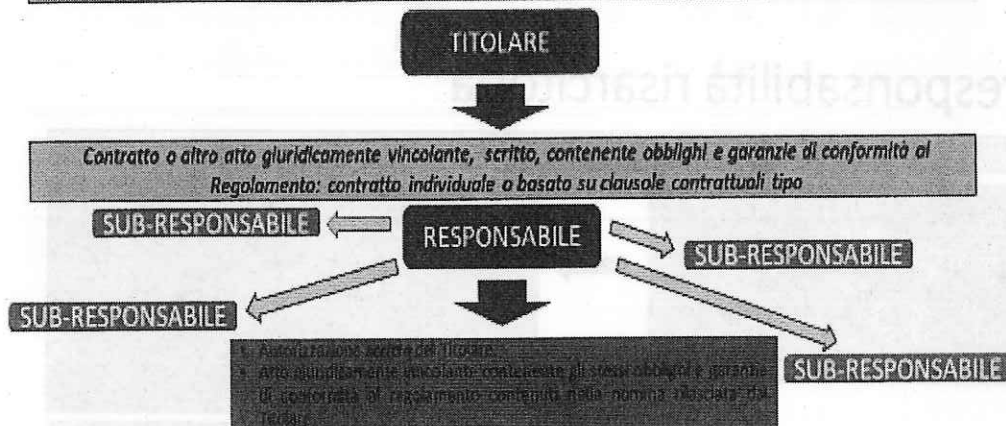 TITOLARE
Contratto o altro atto giuridicamente vincolante, scritto, contenente obblighi e garanzie di conformità al
Regolamento: contratto individuale o basato su clausole contrattuali tipo
SUB-RESPONSABILE
RESPONSABILE
SUB-RESPONSABILE
SUB-RESPONSABILE
SUB-RESPONSABILE
• Autorizzazione scritta del Titolare
• Atto giuridicamente vincolante contenente gli stessi obblighi e garanzie
di conformità al regolamento contenuti nella nomina rilasciata dal
Titolare